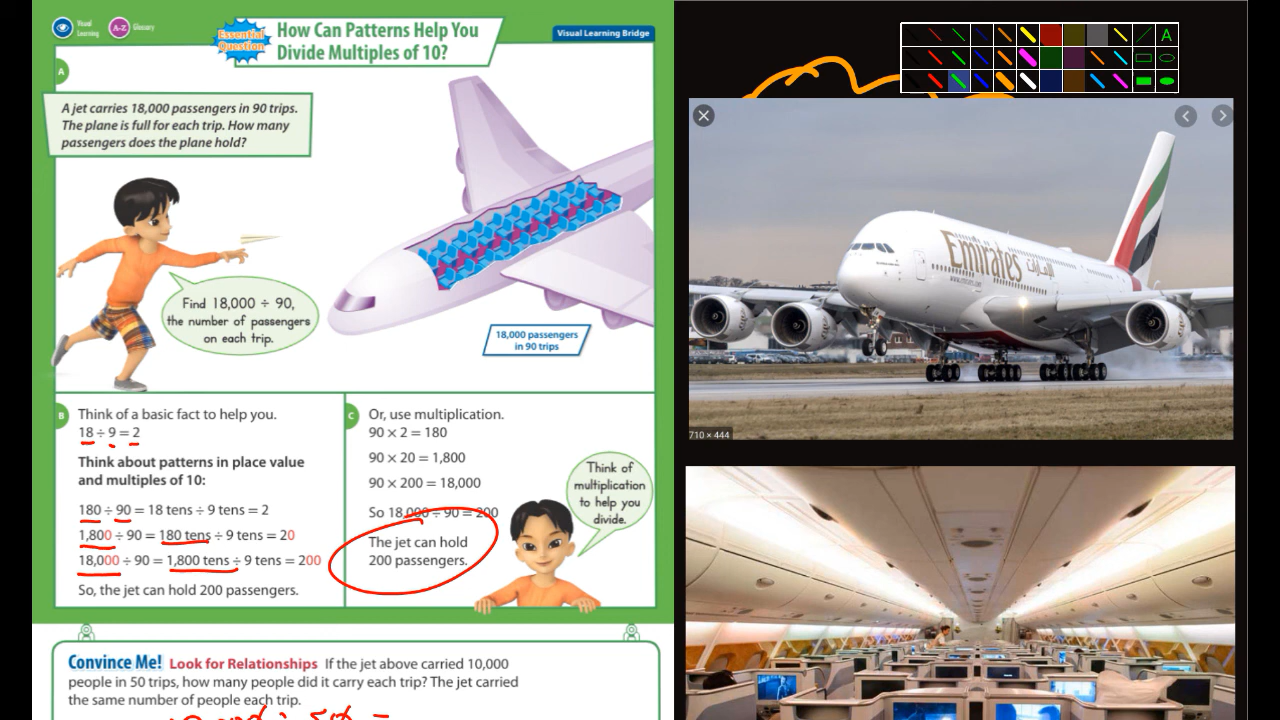 Visual
Learning
A-Z
Glossary
Essential
Question
How Can Patterns Help You
Divide Multiples of 10?
Visual Learning Bridge
A
A jet carries 18,000 passengers in 90 trips.
The plane is full for each trip. How many
passengers does the plane hold?
Find 18,000 ÷ 90,
the number of passengers
on each trip.
18,000 passengers
in 90 trips
B
Think of a basic fact to help you.
18 ÷ 9 = 2
Think about patterns in place value
and multiples of 10:
180 ÷ 90 = 18 tens ÷ 9 tens = 2
1,800 ÷ 90 = 180 tens ÷ 9 tens = 20
18,000 ÷ 90 = 1,800 tens ÷ 9 tens = 200
So, the jet can hold 200 passengers.
C
Or, use multiplication.
90 × 2 = 180
90 × 20 = 1,800
90 × 200 = 18,000
So 18,000 ÷ 90 = 200
The jet can hold
200 passengers.
Think of
multiplication
to help you
divide.
Convince Me! Look for Relationships If the jet above carried 10,000
people in 50 trips, how many people did it carry each trip? The jet carried
the same number of people each trip.
A
Emirates
الإمارات
710 × 444